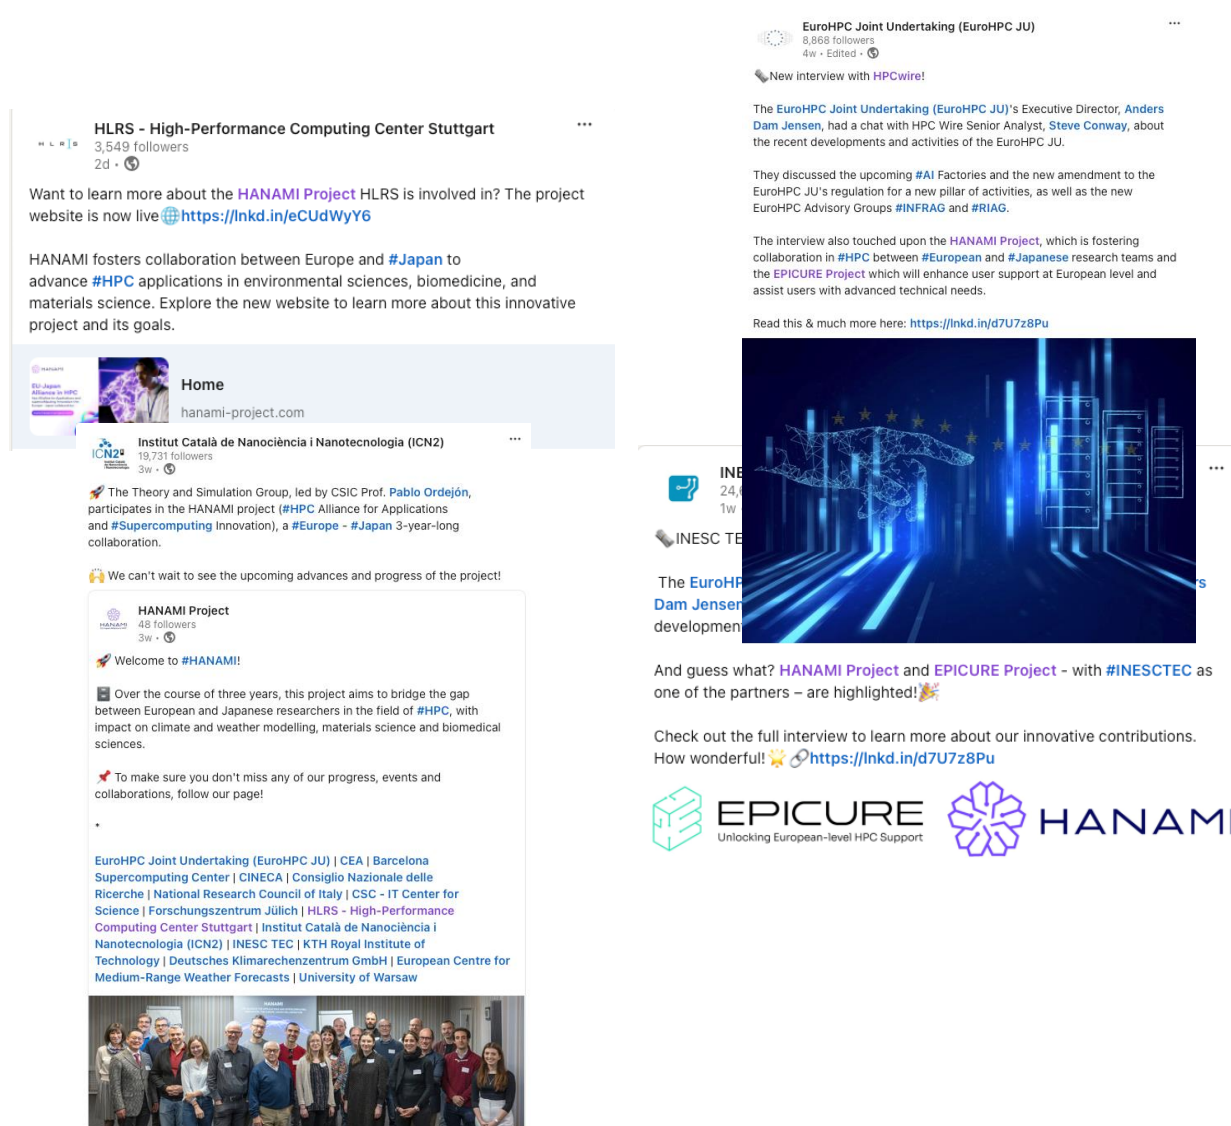 HLRS - High-Performance Computing Center Stuttgart
3,549 followers
2d •
Want to learn more about the HANAMI Project HLRS is involved in? The project
website is now live🌐https://lnkd.in/eCUdWyY6
HANAMI fosters collaboration between Europe and #Japan to
advance #HPC applications in environmental sciences, biomedicine, and
materials science. Explore the new website to learn more about this innovative
project and its goals.
HANAMI
EU-Japan
Alliance in HPC
Home
hanami-project.com
ICN2
Institut Català de Nanociència i Nanotecnologia (ICN2)
19,731 followers
3w •
🚀 The Theory and Simulation Group, led by CSIC Prof. Pablo Ordejón,
participates in the HANAMI project (#HPC Alliance for Applications
and #Supercomputing Innovation), a #Europe - #Japan 3-year-long
collaboration.
🙌 We can't wait to see the upcoming advances and progress of the project!
HANAMI
HANAMI Project
48 followers
3w •
🚀 Welcome to #HANAMI!
🗄️ Over the course of three years, this project aims to bridge the gap
between European and Japanese researchers in the field of #HPC, with
impact on climate and weather modelling, materials science and biomedical
sciences.
📌 To make sure you don't miss any of our progress, events and
collaborations, follow our page!
*
EuroHPC Joint Undertaking (EuroHPC JU) | CEA | Barcelona
Supercomputing Center | CINECA | Consiglio Nazionale delle
Ricerche | National Research Council of Italy | CSC - IT Center for
Science | Forschungszentrum Jülich | HLRS - High-Performance
Computing Center Stuttgart | Institut Català de Nanociència i
Nanotecnologia (ICN2) | INESC TEC | KTH Royal Institute of
Technology | Deutsches Klimarechenzentrum GmbH | European Centre for
Medium-Range Weather Forecasts | University of Warsaw
HANAMI
EuroHPC Joint Undertaking (EuroHPC JU)
8,868 followers
4w • Edited •
🗞️New interview with HPCwire!
The EuroHPC Joint Undertaking (EuroHPC JU)'s Executive Director, Anders
Dam Jensen, had a chat with HPC Wire Senior Analyst, Steve Conway, about
the recent developments and activities of the EuroHPC JU.
They discussed the upcoming #AI Factories and the new amendment to the
EuroHPC JU's regulation for a new pillar of activities, as well as the new
EuroHPC Advisory Groups #INFRAG and #RIAG.
The interview also touched upon the HANAMI Project, which is fostering
collaboration in #HPC between #European and #Japanese research teams and
the EPICURE Project which will enhance user support at European level and
assist users with advanced technical needs.
Read this & much more here: https://lnkd.in/d7U7z8Pu
INE
24,
1w
🗞️INESC TE
The EuroHP rs
Dam Jensen
development
And guess what? HANAMI Project and EPICURE Project - with #INESCTEC as
one of the partners – are highlighted!🎉
Check out the full interview to learn more about our innovative contributions.
How wonderful!🌟🔗https://lnkd.in/d7U7z8Pu
EPICURE
Unlocking European-level HPC Support
HANAMI